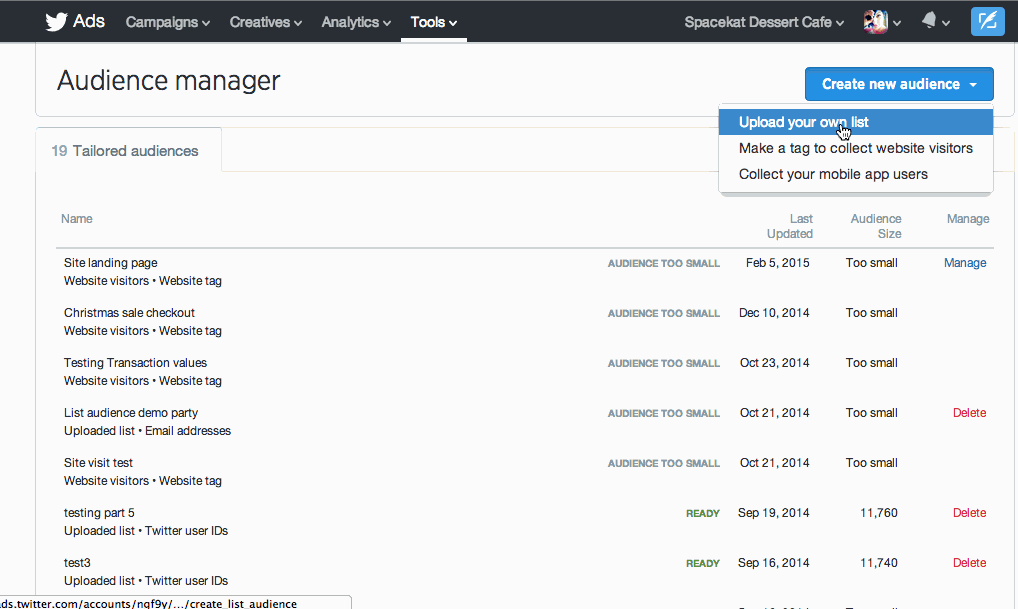 Ads Campaigns Creatives Analytics Tools Spacekat Dessert Cafe
Audience manager
Create new audience
Upload your own list
Make a tag to collect website visitors
Collect your mobile app users
19 Tailored audiences
Name Last Updated Audience Size Manage
Site landing page AUDIENCE TOO SMALL Feb 5, 2015 Too small Manage
Website visitors • Website tag
Christmas sale checkout AUDIENCE TOO SMALL Dec 10, 2014 Too small
Website visitors • Website tag
Testing Transaction values AUDIENCE TOO SMALL Oct 23, 2014 Too small
Website visitors • Website tag
List audience demo party AUDIENCE TOO SMALL Oct 21, 2014 Too small Delete
Uploaded list • Email addresses
Site visit test AUDIENCE TOO SMALL Oct 21, 2014 Too small
Website visitors • Website tag
testing part 5 READY Sep 19, 2014 11,760 Delete
Uploaded list • Twitter user IDs
test3 READY Sep 16, 2014 11,740 Delete
Uploaded list • Twitter user IDs
ads.twitter.com/accounts/nqf9y/.../create_list_audience